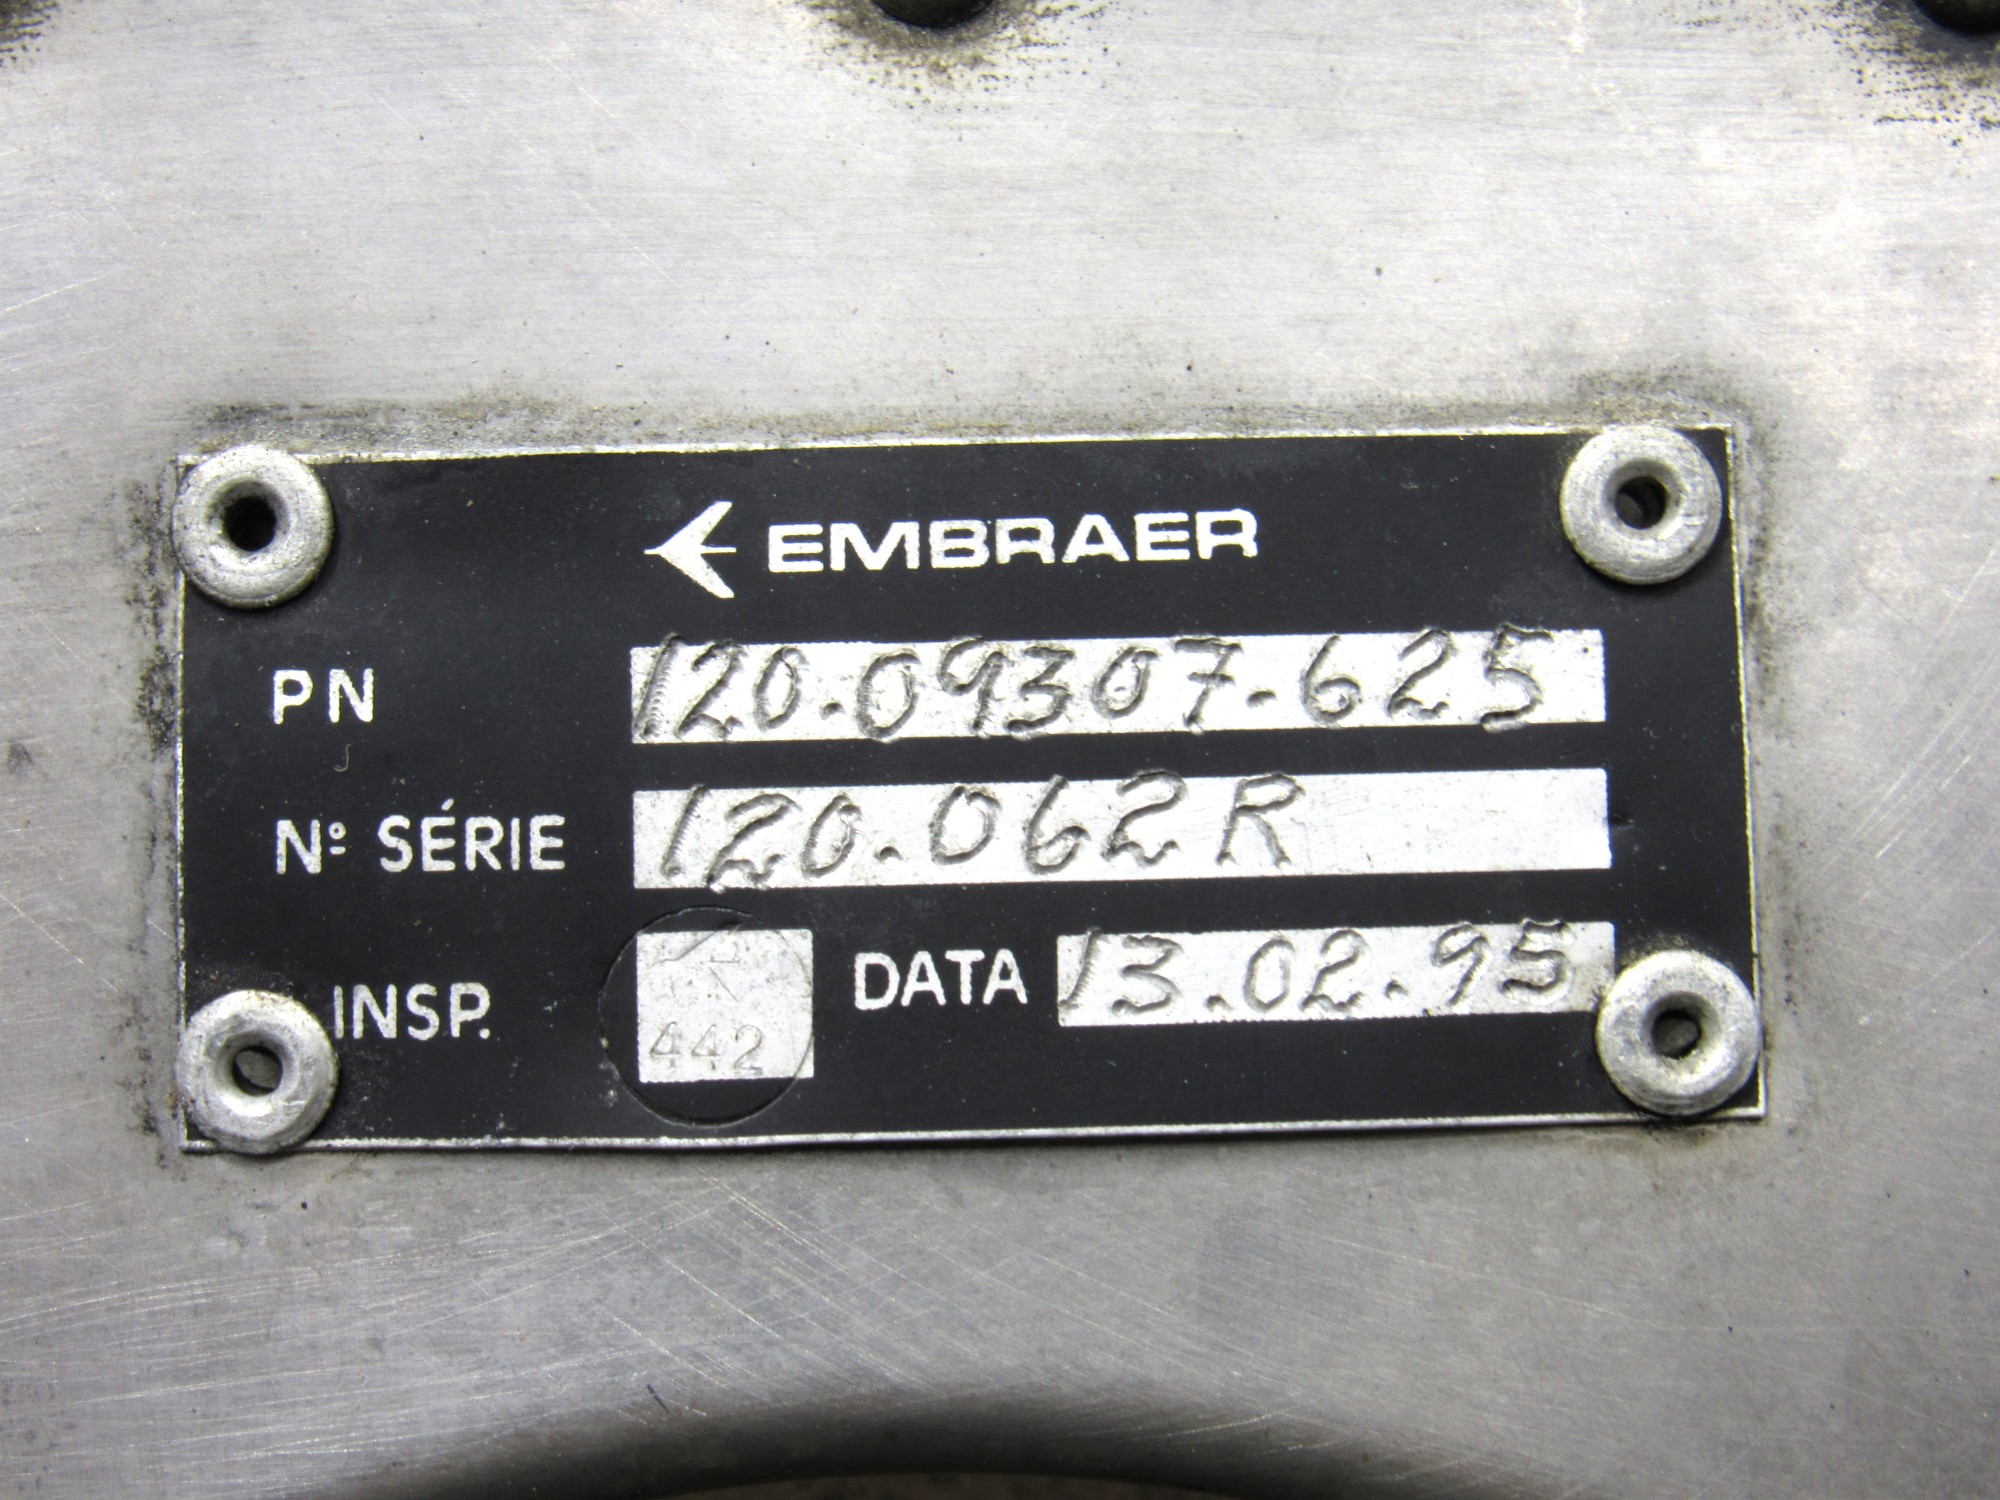 EMBRAER
PN 120.09307.625
Nº SÉRIE 120.062R
INSP. 442 DATA 13.02.95